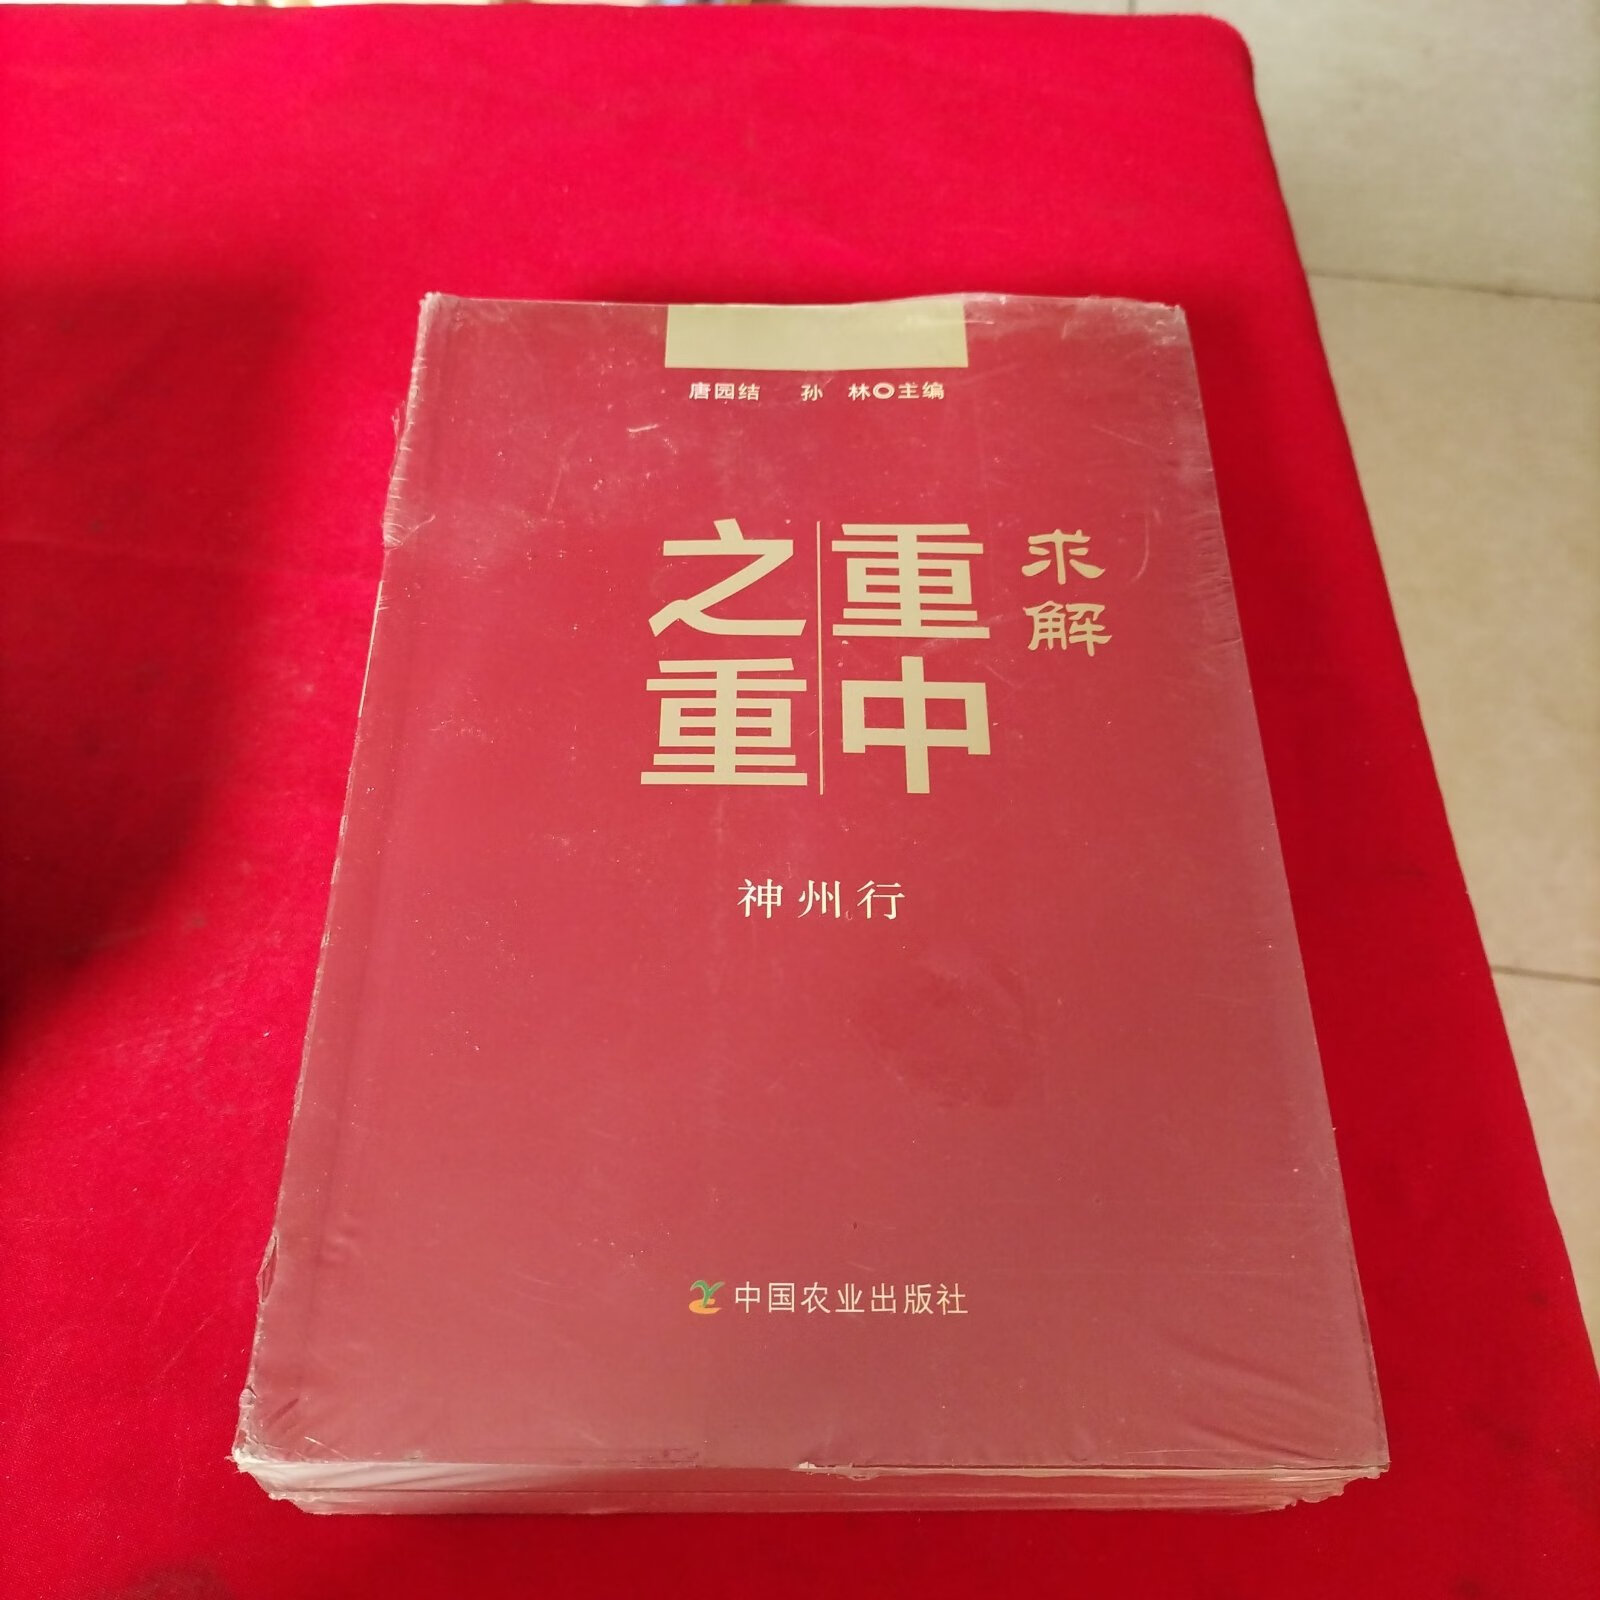 唐园结 孙 林○主编
求解
重中
之重
神州行
中国农业出版社